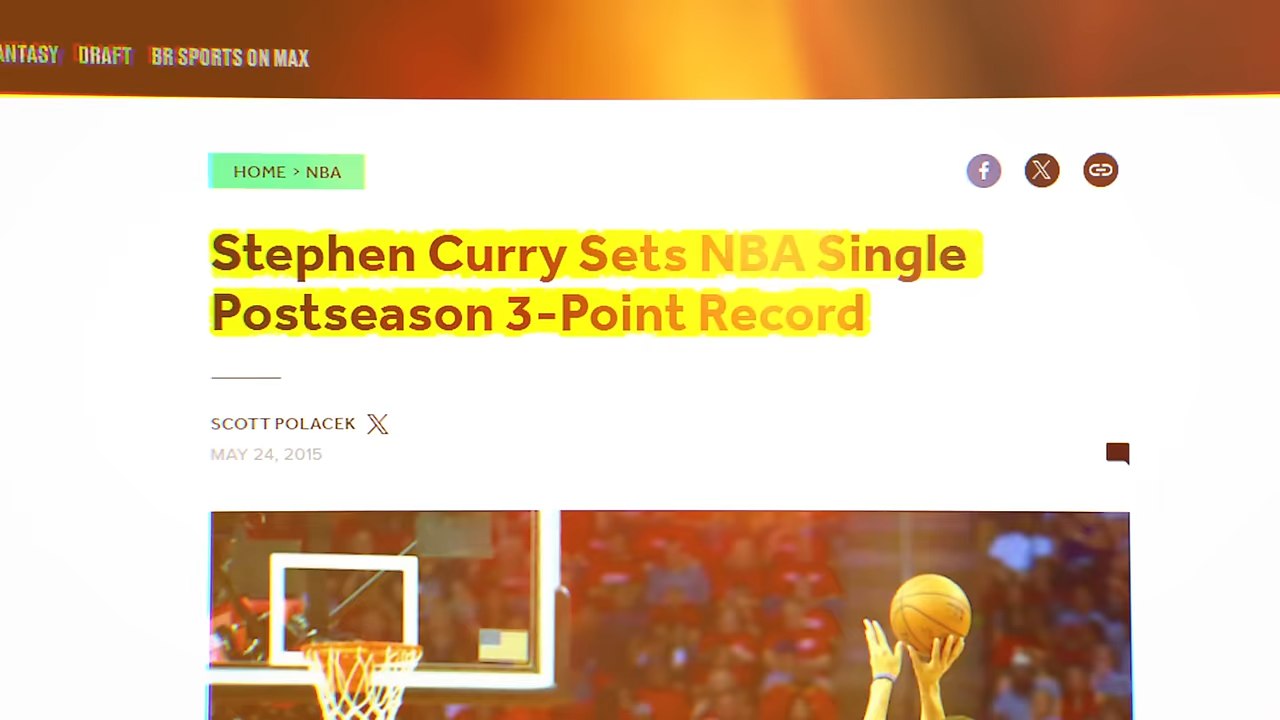 ANTASY DRAFT BR SPORTS ON MAX
HOME > NBA
Stephen Curry Sets NBA Single
Postseason 3-Point Record
SCOTT POLACEK
MAY 24, 2015